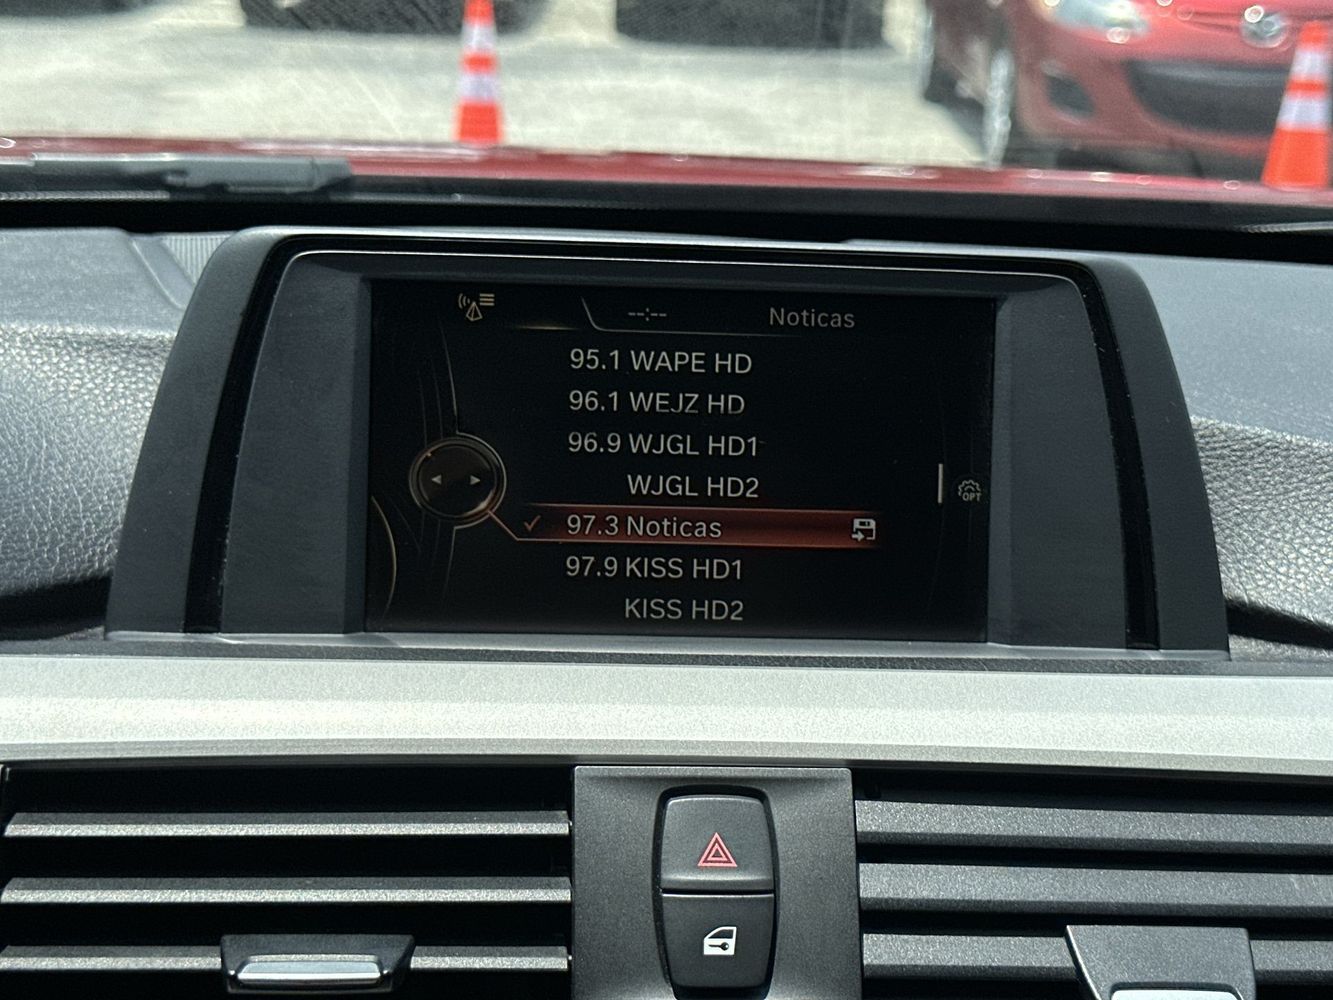 --:-- Noticas
95.1 WAPE HD
96.1 WEJZ HD
96.9 WJGL HD1
WJGL HD2
97.3 Noticas
OPT
97.9 KISS HD1
KISS HD2